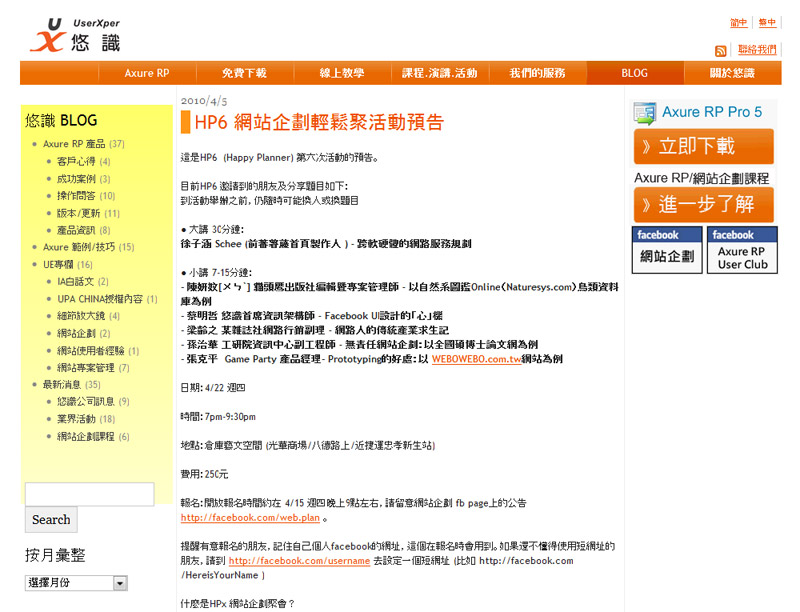 UserXper
悠識
簡中 | 繁中
聯絡我們
Axure RP 免費下載 線上教學 課程.演講.活動 我們的服務 BLOG 關於悠識
悠識 BLOG
Axure RP 產品 (37)
客戶心得 (4)
成功案例 (3)
操作問答 (10)
版本/更新 (11)
產品資訊 (8)
Axure 範例/技巧 (15)
UE專欄 (16)
IA白話文 (2)
UPA CHINA授權內容 (1)
細節放大鏡 (4)
網站企劃 (2)
網站使用者經驗 (1)
網站專案管理 (7)
最新消息 (35)
悠識公司訊息 (9)
業界活動 (18)
網站企劃課程 (6)
Search
按月彙整
選擇月份
2010/4/5
HP6 網站企劃輕鬆聚活動預告
這是HP6 (Happy Planner) 第六次活動的預告。
目前HP6 邀請到的朋友及分享題目如下:
到活動舉辦之前, 仍隨時可能換人或換題目
● 大講 30分鐘:
徐子涵 Schee (前蕃薯藤首頁製作人 ) - 跨軟硬體的網路服務規劃
● 小講 7-15分鐘:
- 陳妍妏[ㄨㄣˋ] 貓頭鷹出版社編輯暨專案管理師 - 以自然系圖鑑Online(Naturesys.com)鳥類資料
庫為例
- 蔡明哲 悠識首席資訊架構師 - Facebook UI設計的「心」機
- 梁齡之 某雜誌社網路行銷副理 - 網路人的傳統產業求生記
- 孫治華 工研院資訊中心副工程師 - 無責任網站企劃: 以全國碩博士論文網為例
- 張克平 Game Party 產品經理- Prototyping的好處: 以 WEBOWEBO.com.tw網站為例
日期: 4/22 週四
時間: 7pm-9:30pm
地點: 倉庫藝文空間 (光華商場/八德路上/近捷運忠孝新生站)
費用: 250元
報名: 開放報名時間約在 4/15 週四晚上9點左右, 請留意網站企劃 fb page上的公告
http://facebook.com/web.plan 。
提醒有意報名的朋友, 記住自己個人facebook的網址, 這個在報名時會用到。如果還不懂得使用短網址的
朋友, 請到 http://facebook.com/username 去設定一個短網址 (比如 http://facebook.com
/HereisYourName )
什麼是HPx 網站企劃聚會？
Axure RP Pro 5
》立即下載
Axure RP/網站企劃課程
》進一步了解
facebook
網站企劃
facebook
Axure RP
User Club